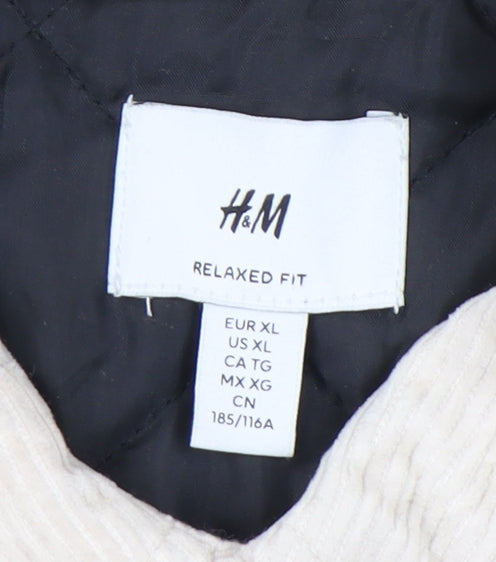 H&M
RELAXED FIT
EUR XL
US XL
CA TG
MX XG
CN
185/116A